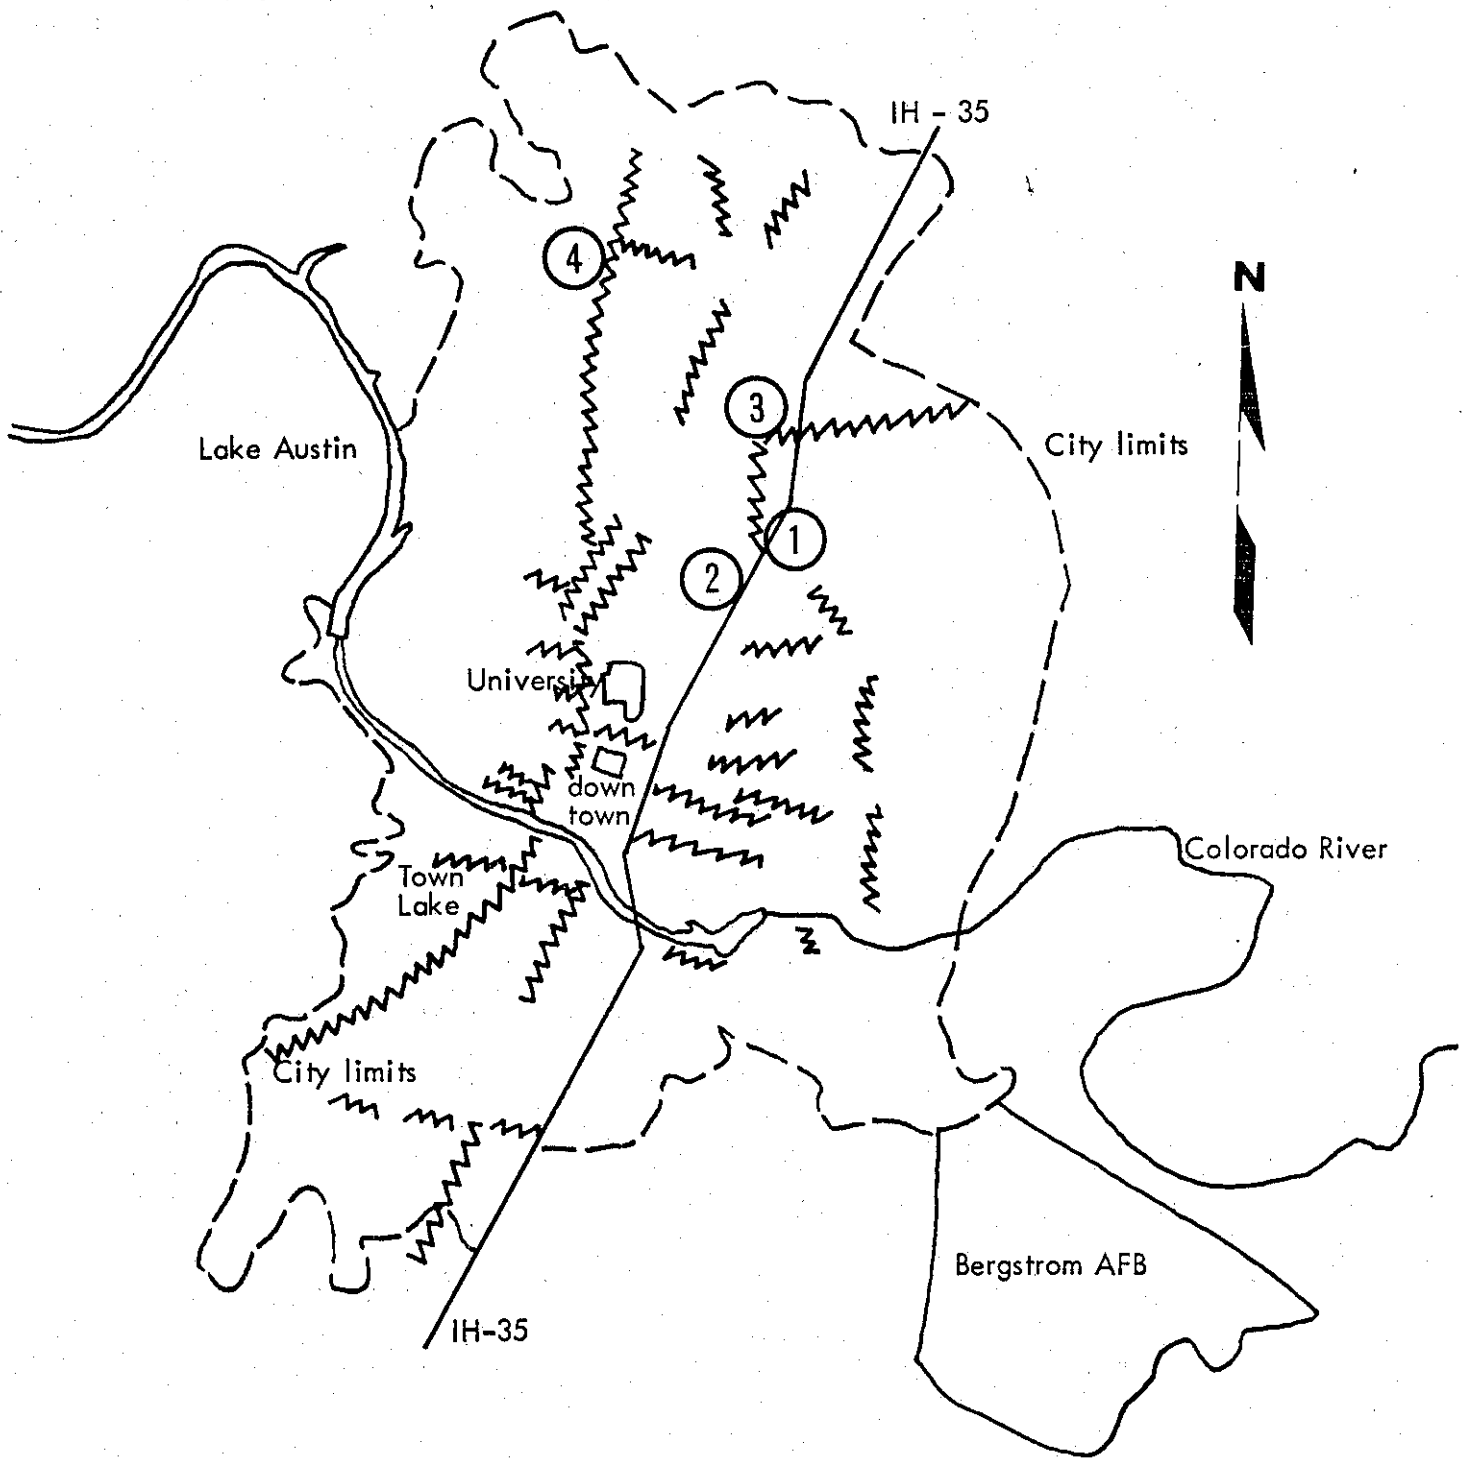 IH - 35
4
N
3
Lake Austin
City limits
1
2
University
down
town
Colorado River
Town
Lake
City limits
Bergstrom AFB
IH-35